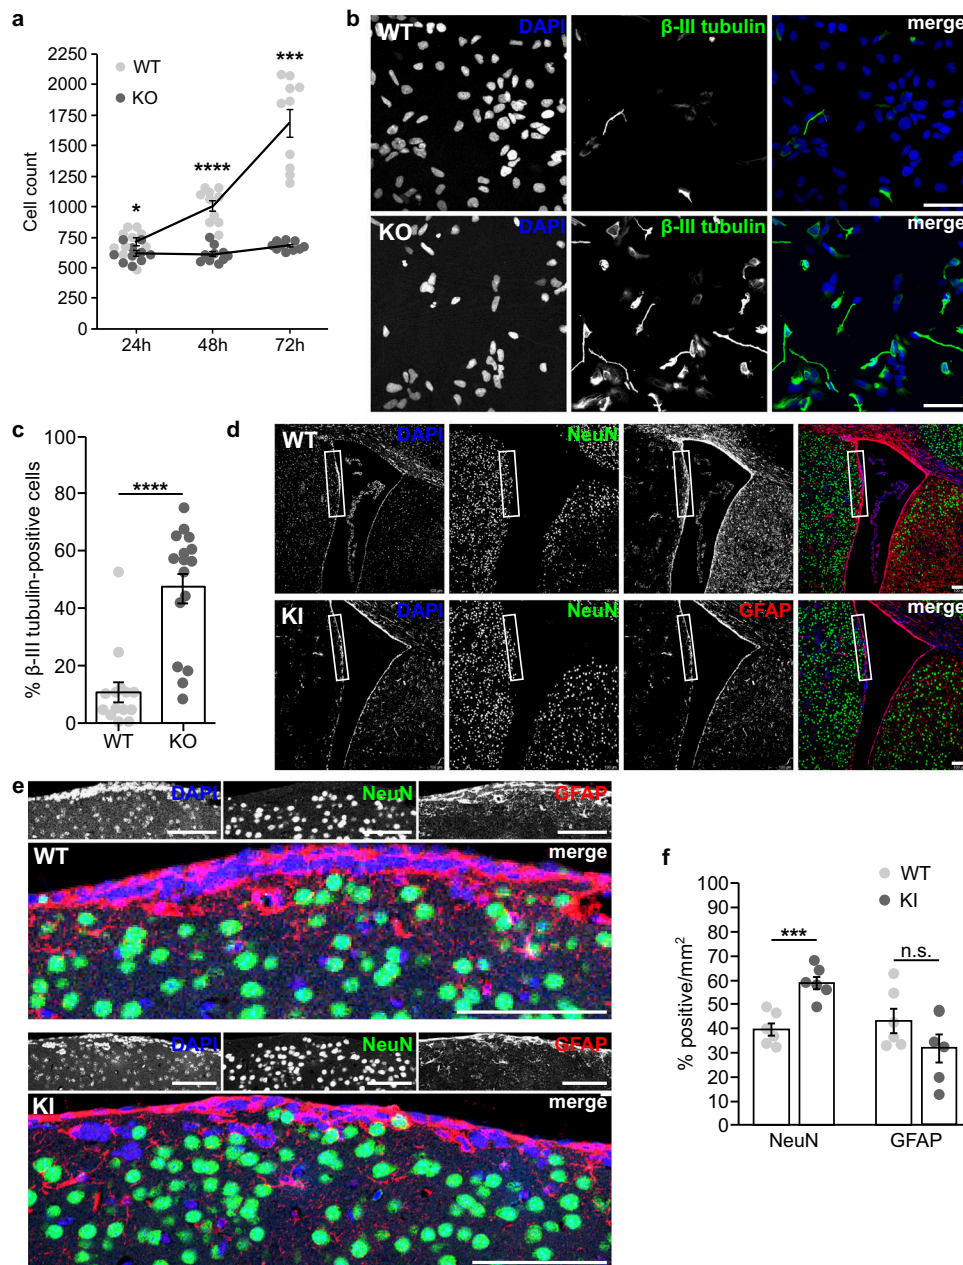 a
2250
2000
1750
1500
1250
1000
750
500
250
0
Cell count
WT
KO
*
****
***
24h
48h
72h
b
WT
DAPI
β-III tubulin
merge
KO
DAPI
β-III tubulin
merge
c
100
80
60
40
20
0
% β-III tubulin-positive cells
****
WT
KO
d
WT
DAPI
NeuN
merge
KI
DAPI
NeuN
GFAP
merge
e
DAPI
NeuN
GFAP
WT
merge
DAPI
NeuN
GFAP
KI
merge
f
WT
KI
100
90
80
70
60
50
40
30
20
10
0
% positive/mm²
***
n.s.
NeuN
GFAP